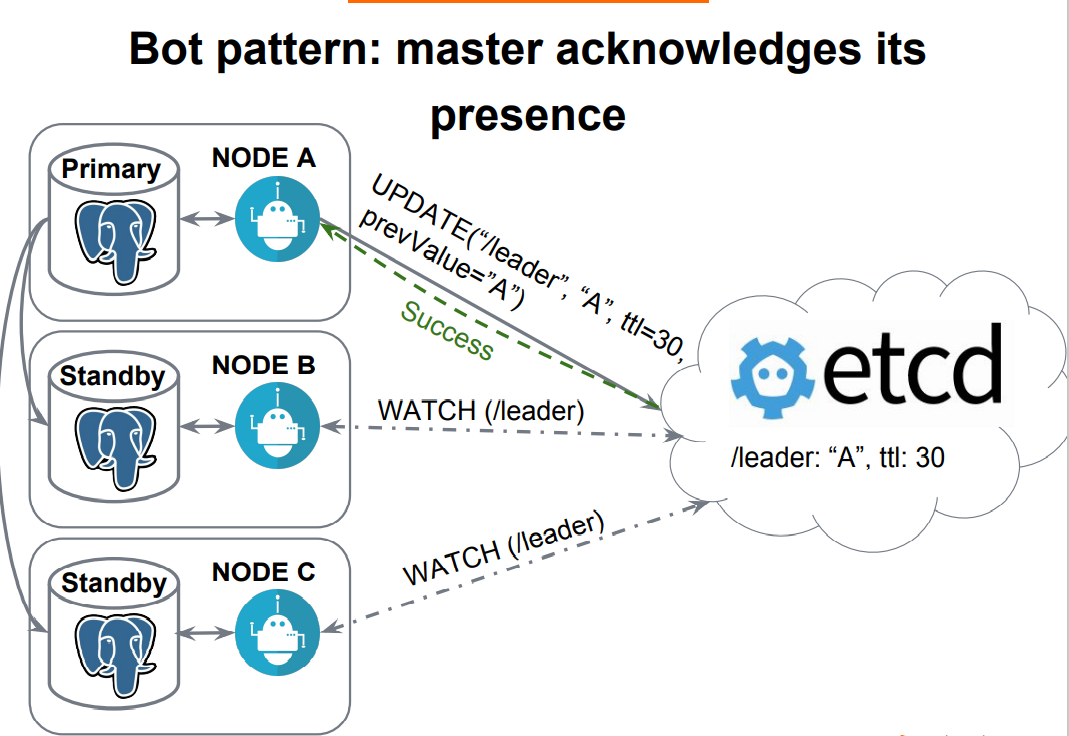 Bot pattern: master acknowledges its
presence
Primary
NODE A
UPDATE(“/leader”, “A”, ttl=30,
prevValue=”A”)
Success
Standby
NODE B
WATCH (/leader)
etcd
/leader: “A”, ttl: 30
Standby
NODE C
WATCH (/leader)